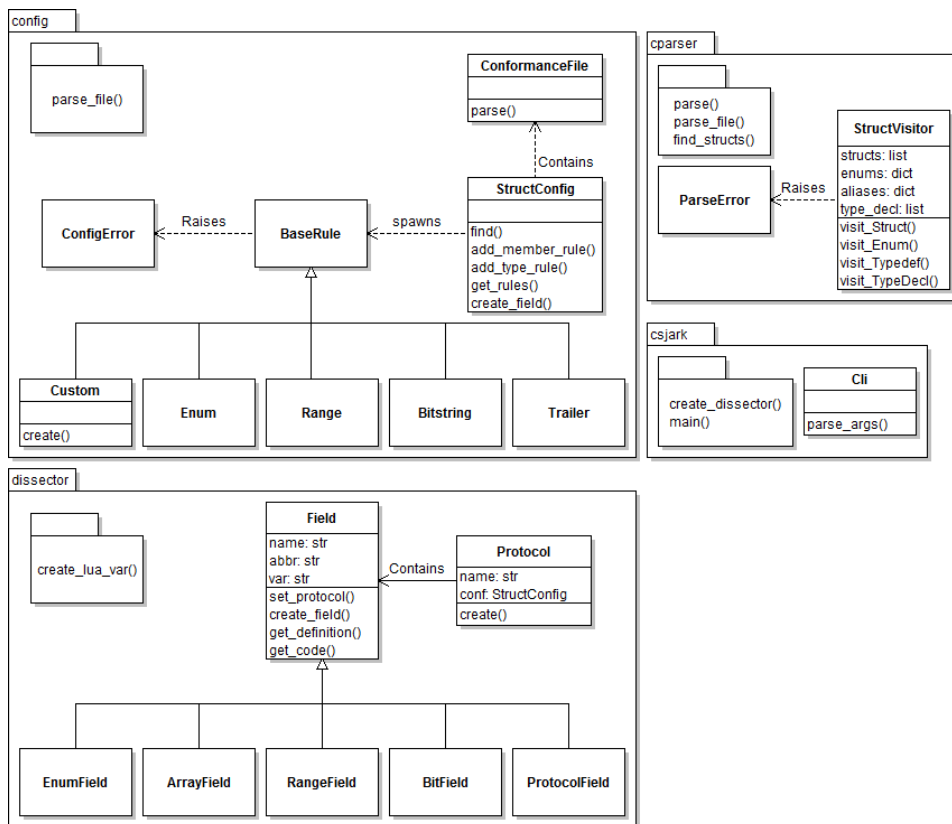 config
parse_file()
ConformanceFile
parse()
Contains
StructConfig
find()
add_member_rule()
add_type_rule()
get_rules()
create_field()
ConfigError
Raises
BaseRule
spawns
Custom
create()
Enum
Range
Bitstring
Trailer
cparser
parse()
parse_file()
find_structs()
StructVisitor
structs: list
enums: dict
aliases: dict
type_decl: list
visit_Struct()
visit_Enum()
visit_Typedef()
visit_TypeDecl()
ParseError
Raises
csjark
create_dissector()
main()
Cli
parse_args()
dissector
create_lua_var()
Field
name: str
abbr: str
var: str
set_protocol()
create_field()
get_definition()
get_code()
Contains
Protocol
name: str
conf: StructConfig
create()
EnumField
ArrayField
RangeField
BitField
ProtocolField